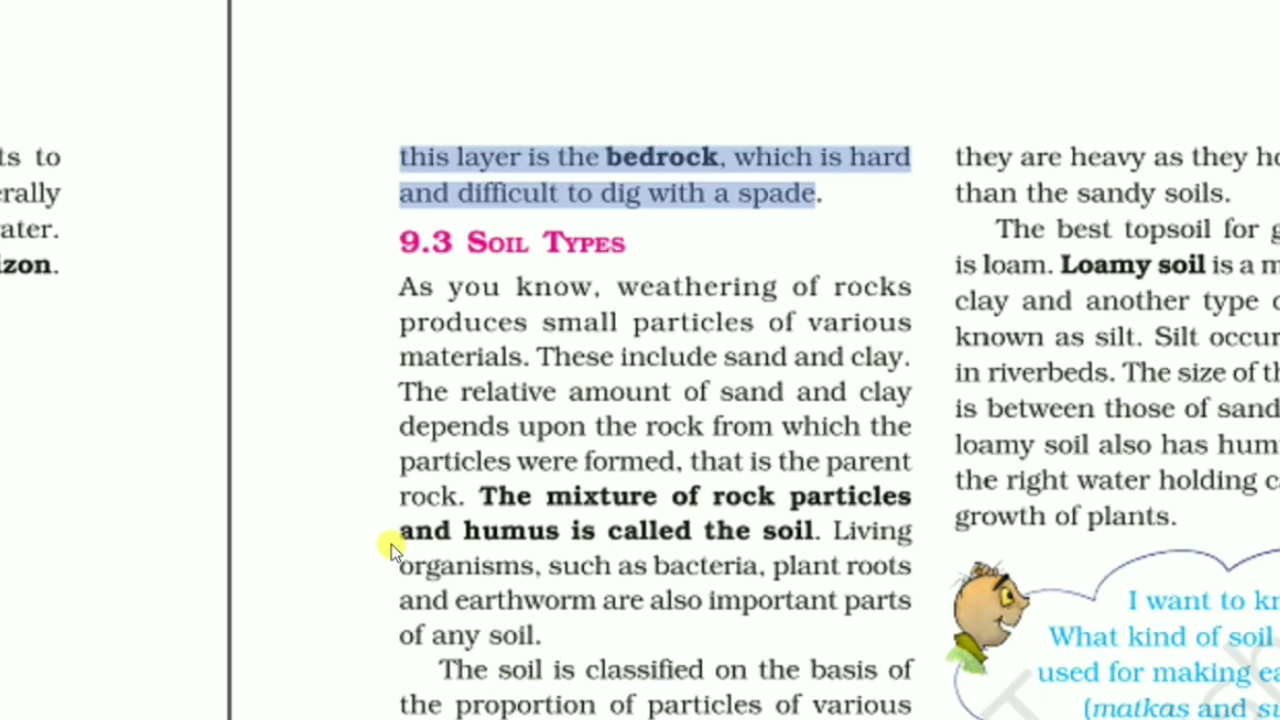 ts to
erally
ater.
izon.
this layer is the bedrock, which is hard
and difficult to dig with a spade.
9.3 Soil Types
As you know, weathering of rocks
produces small particles of various
materials. These include sand and clay.
The relative amount of sand and clay
depends upon the rock from which the
particles were formed, that is the parent
rock. The mixture of rock particles
and humus is called the soil. Living
organisms, such as bacteria, plant roots
and earthworm are also important parts
of any soil.
The soil is classified on the basis of
the proportion of particles of various
they are heavy as they ho
than the sandy soils.
The best topsoil for g
is loam. Loamy soil is a m
clay and another type o
known as silt. Silt occur
in riverbeds. The size of th
is between those of sand
loamy soil also has hum
the right water holding ca
growth of plants.
I want to kn
What kind of soil
used for making ea
(matkas and su